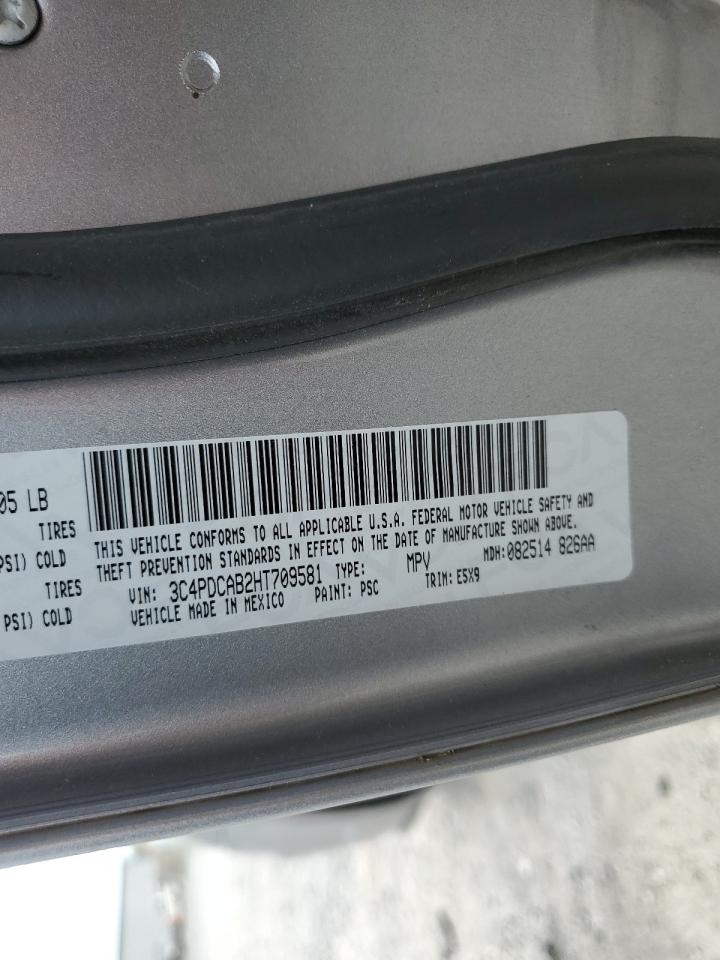 05 LB
TIRES
PSI) COLD
TIRES
PSI) COLD
THIS VEHICLE CONFORMS TO ALL APPLICABLE U.S.A. FEDERAL MOTOR VEHICLE SAFETY AND
THEFT PREVENTION STANDARDS IN EFFECT ON THE DATE OF MANUFACTURE SHOWN ABOVE.
VIN: 3C4PDCAB2HT709581 TYPE: MPV MDH: 082514 826AA
VEHICLE MADE IN MEXICO PAINT: PSC TRIM: E5X9